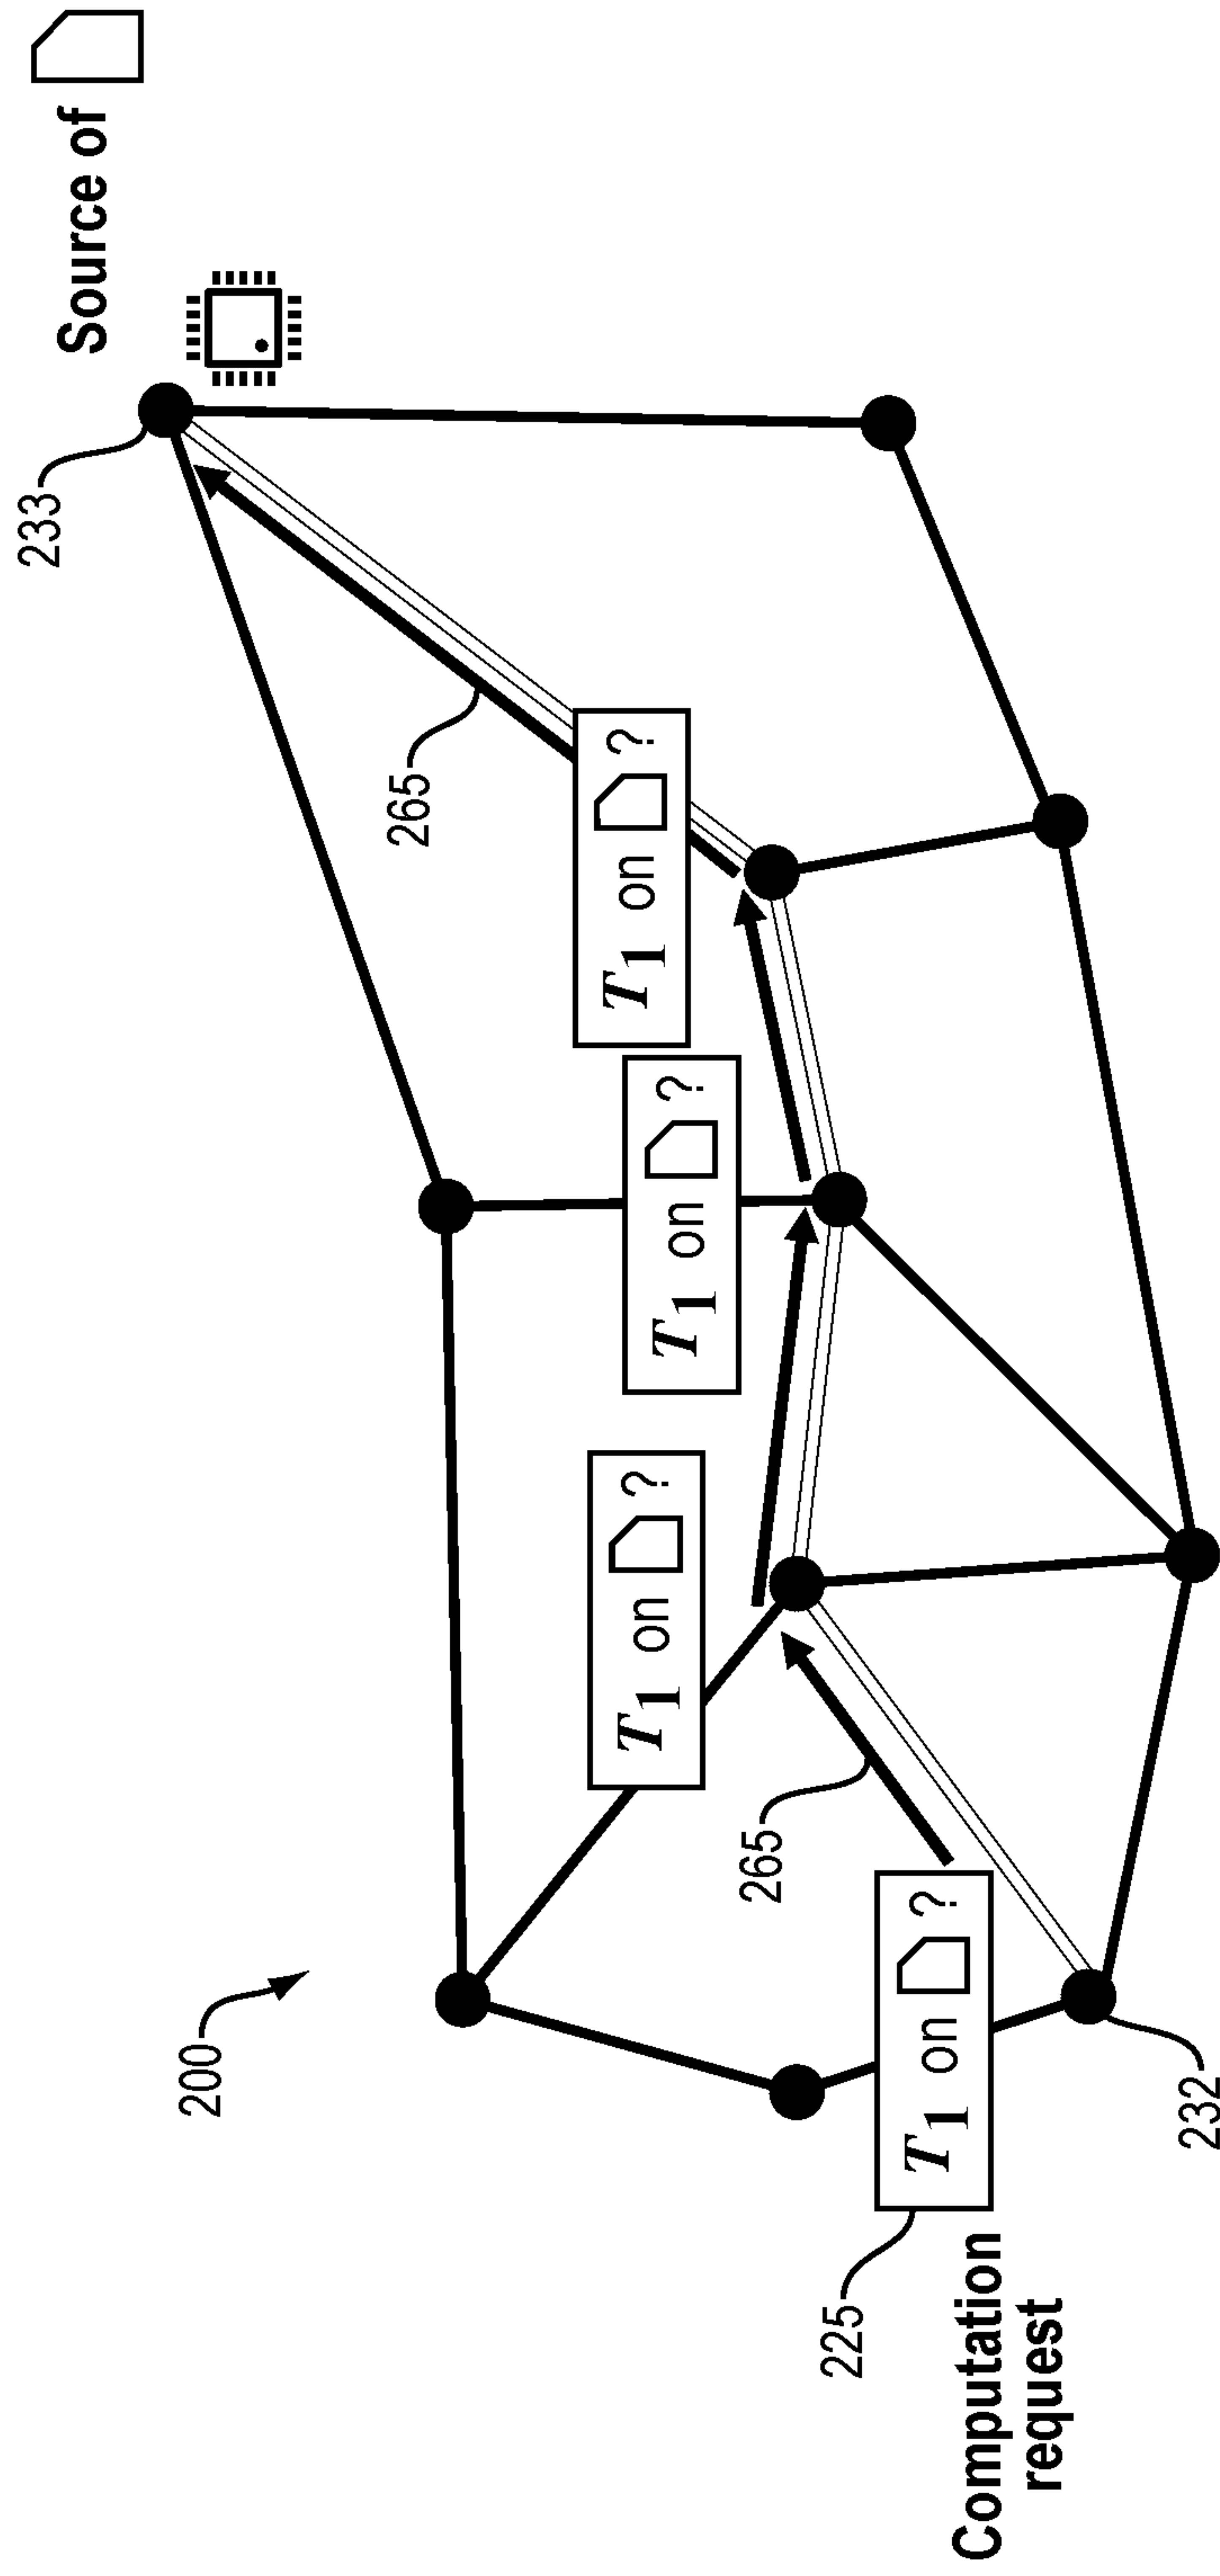 Source of
233
265
T1 on ?
T1 on ?
T1 on ?
200
265
T1 on ?
225
232
Computation
request